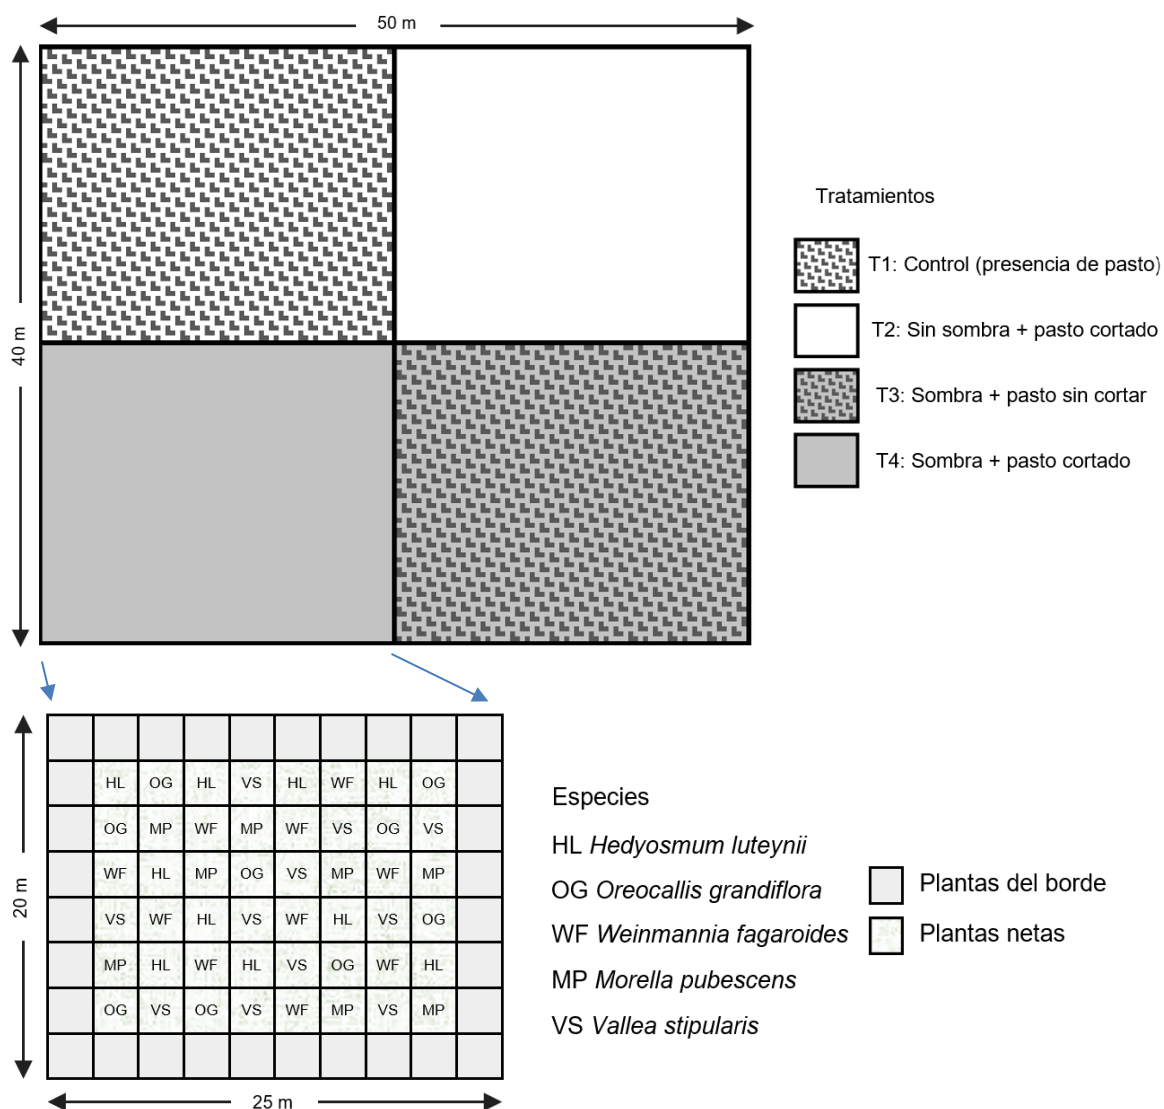 50 m
40 m
Tratamientos
T1: Control (presencia de pasto)
T2: Sin sombra + pasto cortado
T3: Sombra + pasto sin cortar
T4: Sombra + pasto cortado
20 m
HL OG HL VS HL WF HL OG
OG MP WF MP WF VS OG VS
WF HL MP OG VS MP WF MP
VS WF HL VS WF HL VS OG
MP HL WF HL VS OG WF HL
OG VS OG VS WF MP VS MP
25 m
Especies
HL Hedyosmum luteynii
OG Oreocallis grandiflora
WF Weinmannia fagaroides
MP Morella pubescens
VS Vallea stipularis
Plantas del borde
Plantas netas